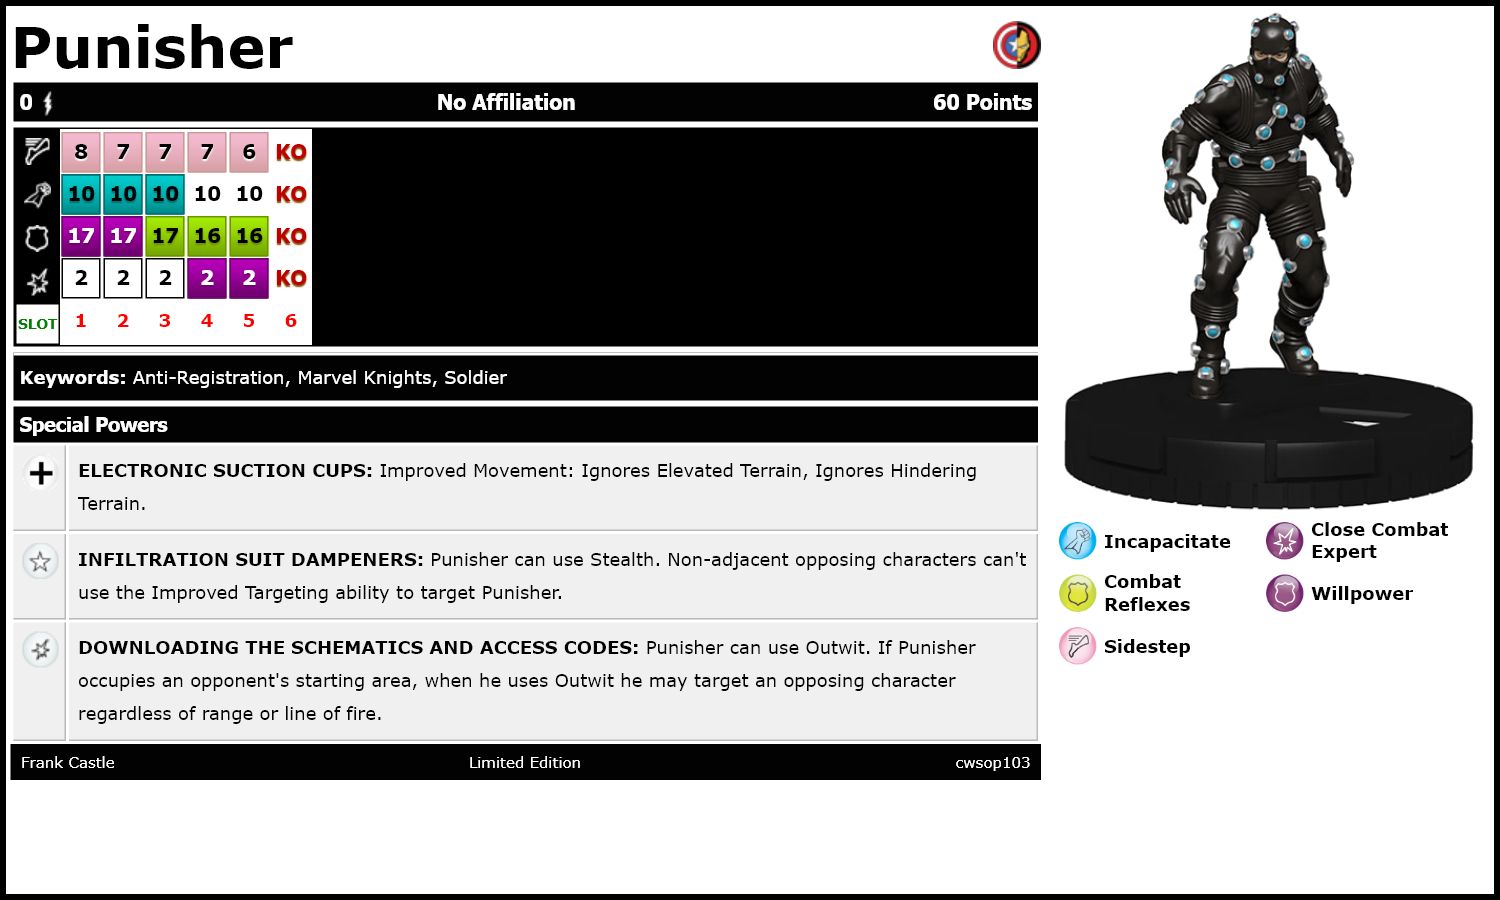 Punisher
0 No Affiliation 60 Points
8 7 7 7 6 KO
10 10 10 10 10 KO
17 17 17 16 16 KO
2 2 2 2 2 KO
SLOT 1 2 3 4 5 6
Keywords: Anti-Registration, Marvel Knights, Soldier
Special Powers
ELECTRONIC SUCTION CUPS: Improved Movement: Ignores Elevated Terrain, Ignores Hindering
Terrain.
INFILTRATION SUIT DAMPENERS: Punisher can use Stealth. Non-adjacent opposing characters can't
use the Improved Targeting ability to target Punisher.
DOWNLOADING THE SCHEMATICS AND ACCESS CODES: Punisher can use Outwit. If Punisher
occupies an opponent's starting area, when he uses Outwit he may target an opposing character
regardless of range or line of fire.
Frank Castle Limited Edition cwsop103
Incapacitate
Close Combat
Expert
Combat
Reflexes
Willpower
Sidestep